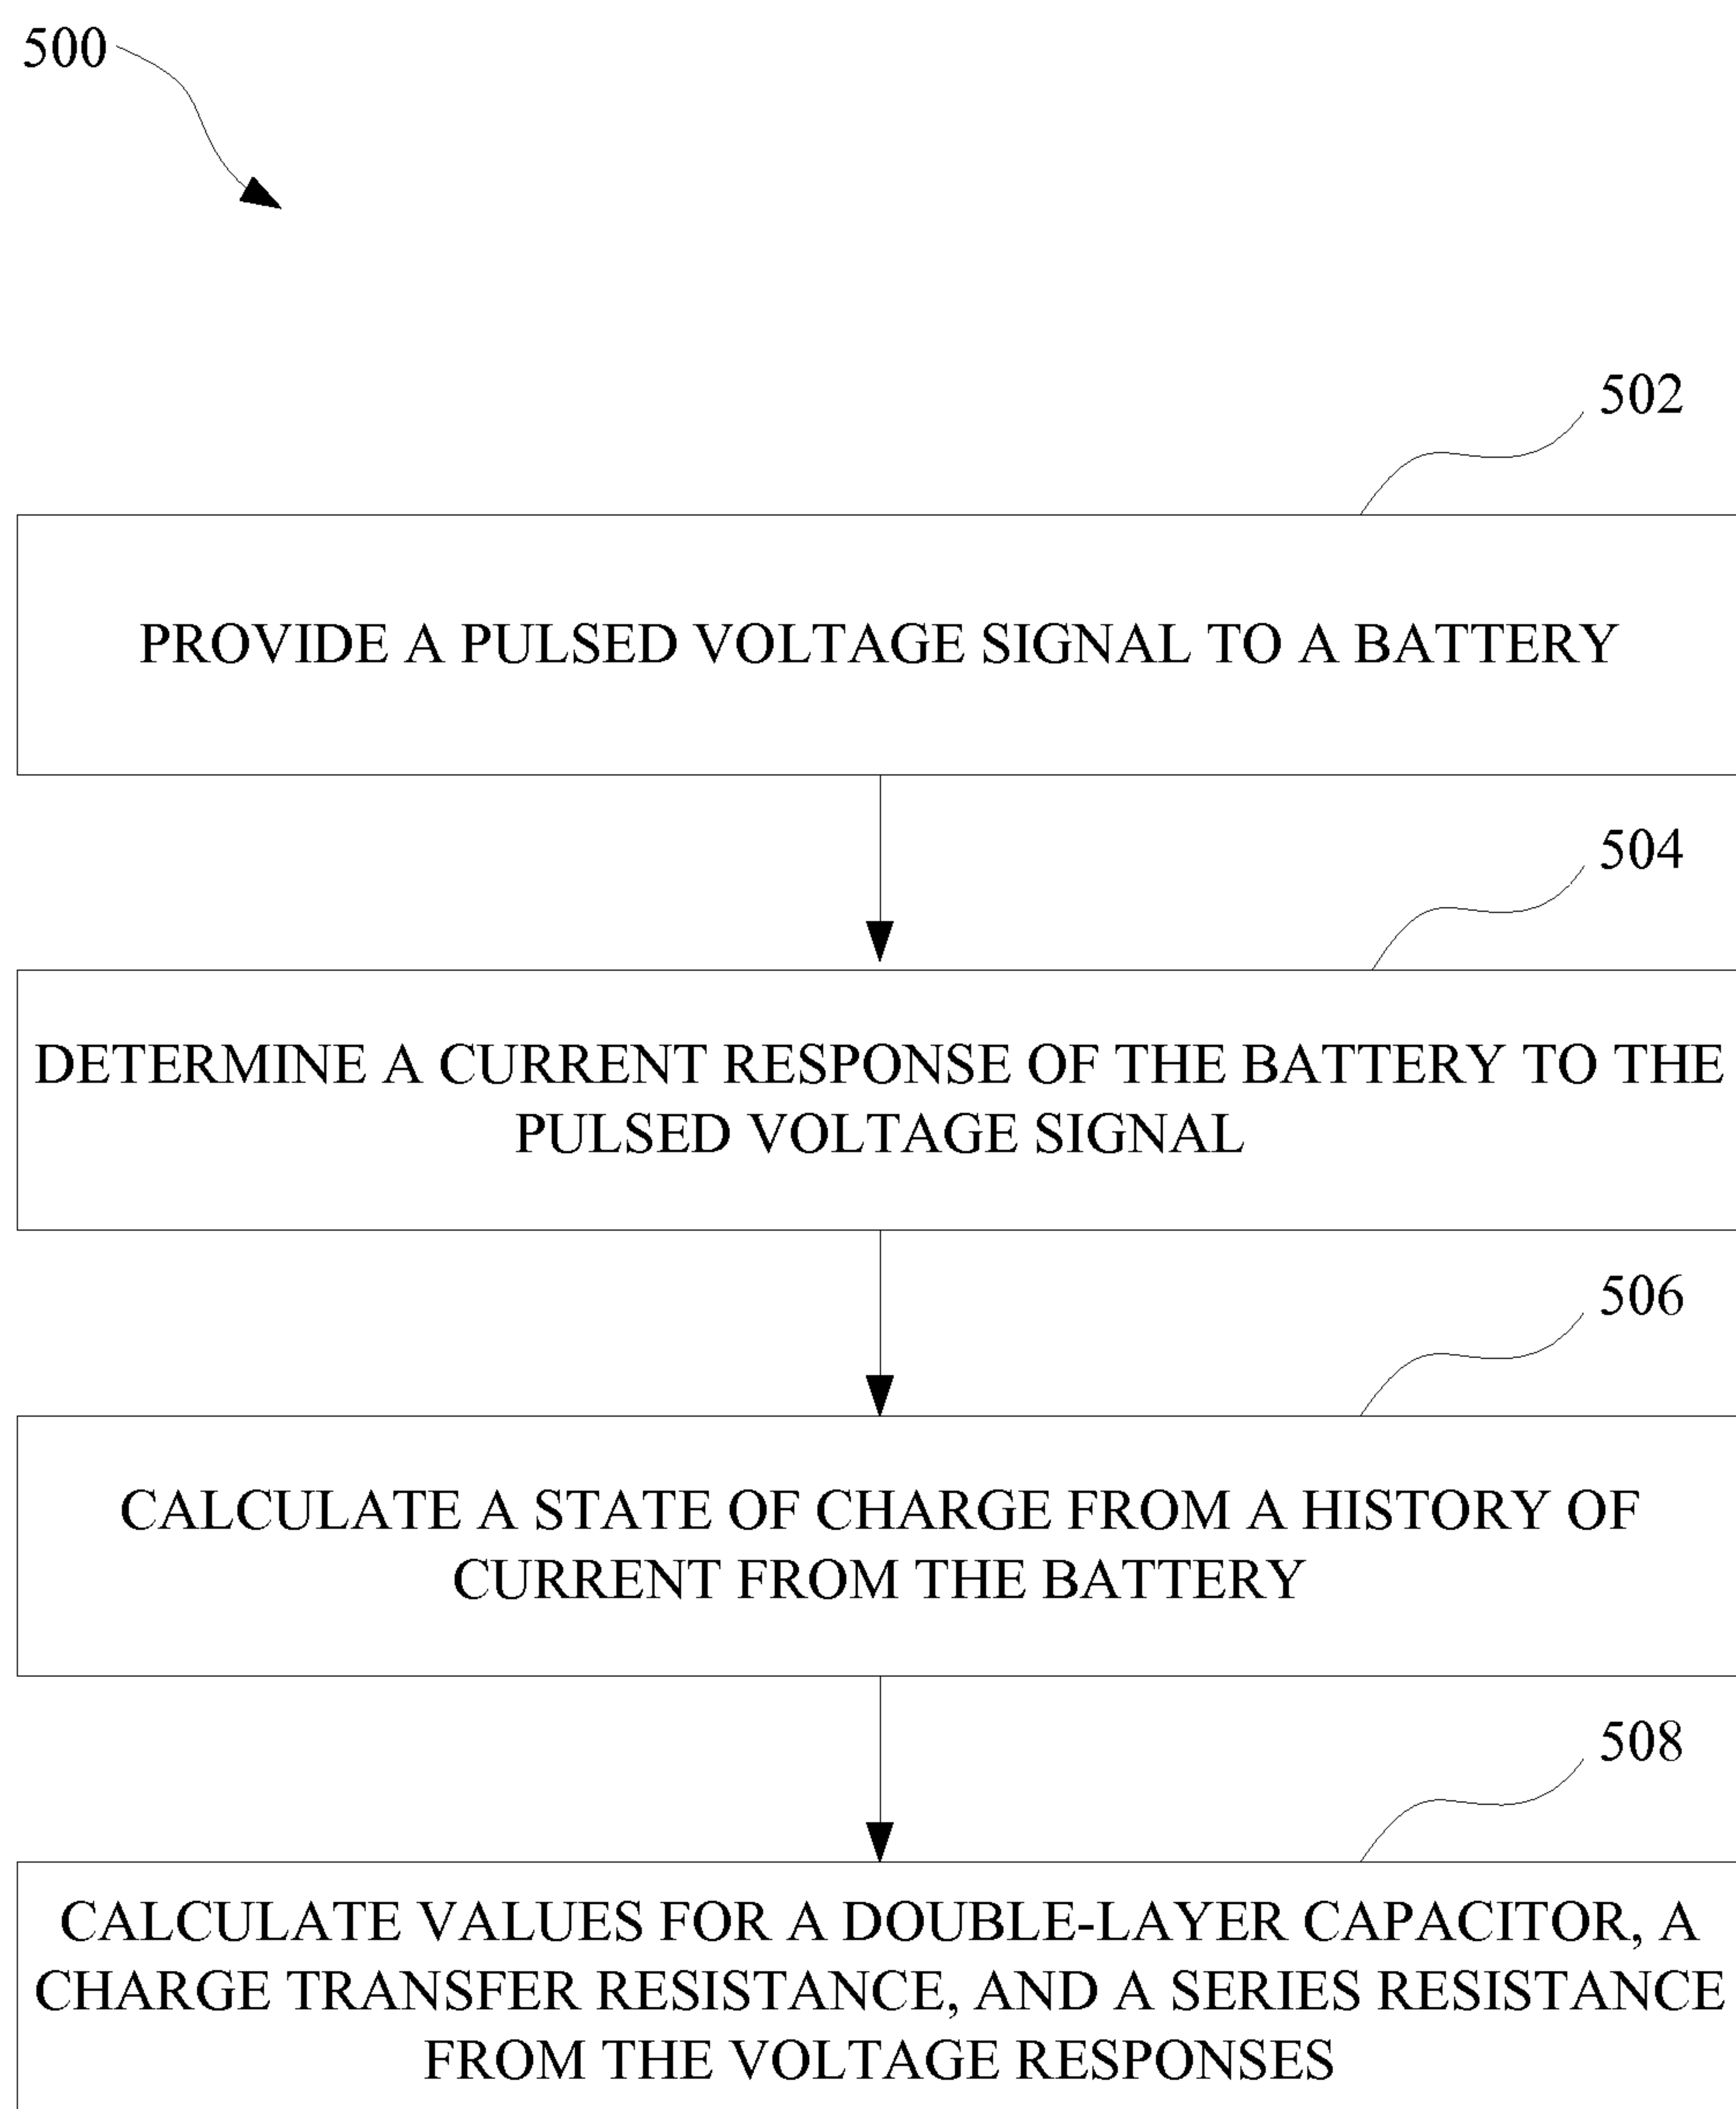 500
502
PROVIDE A PULSED VOLTAGE SIGNAL TO A BATTERY
504
DETERMINE A CURRENT RESPONSE OF THE BATTERY TO THE
PULSED VOLTAGE SIGNAL
506
CALCULATE A STATE OF CHARGE FROM A HISTORY OF
CURRENT FROM THE BATTERY
508
CALCULATE VALUES FOR A DOUBLE-LAYER CAPACITOR, A
CHARGE TRANSFER RESISTANCE, AND A SERIES RESISTANCE
FROM THE VOLTAGE RESPONSES